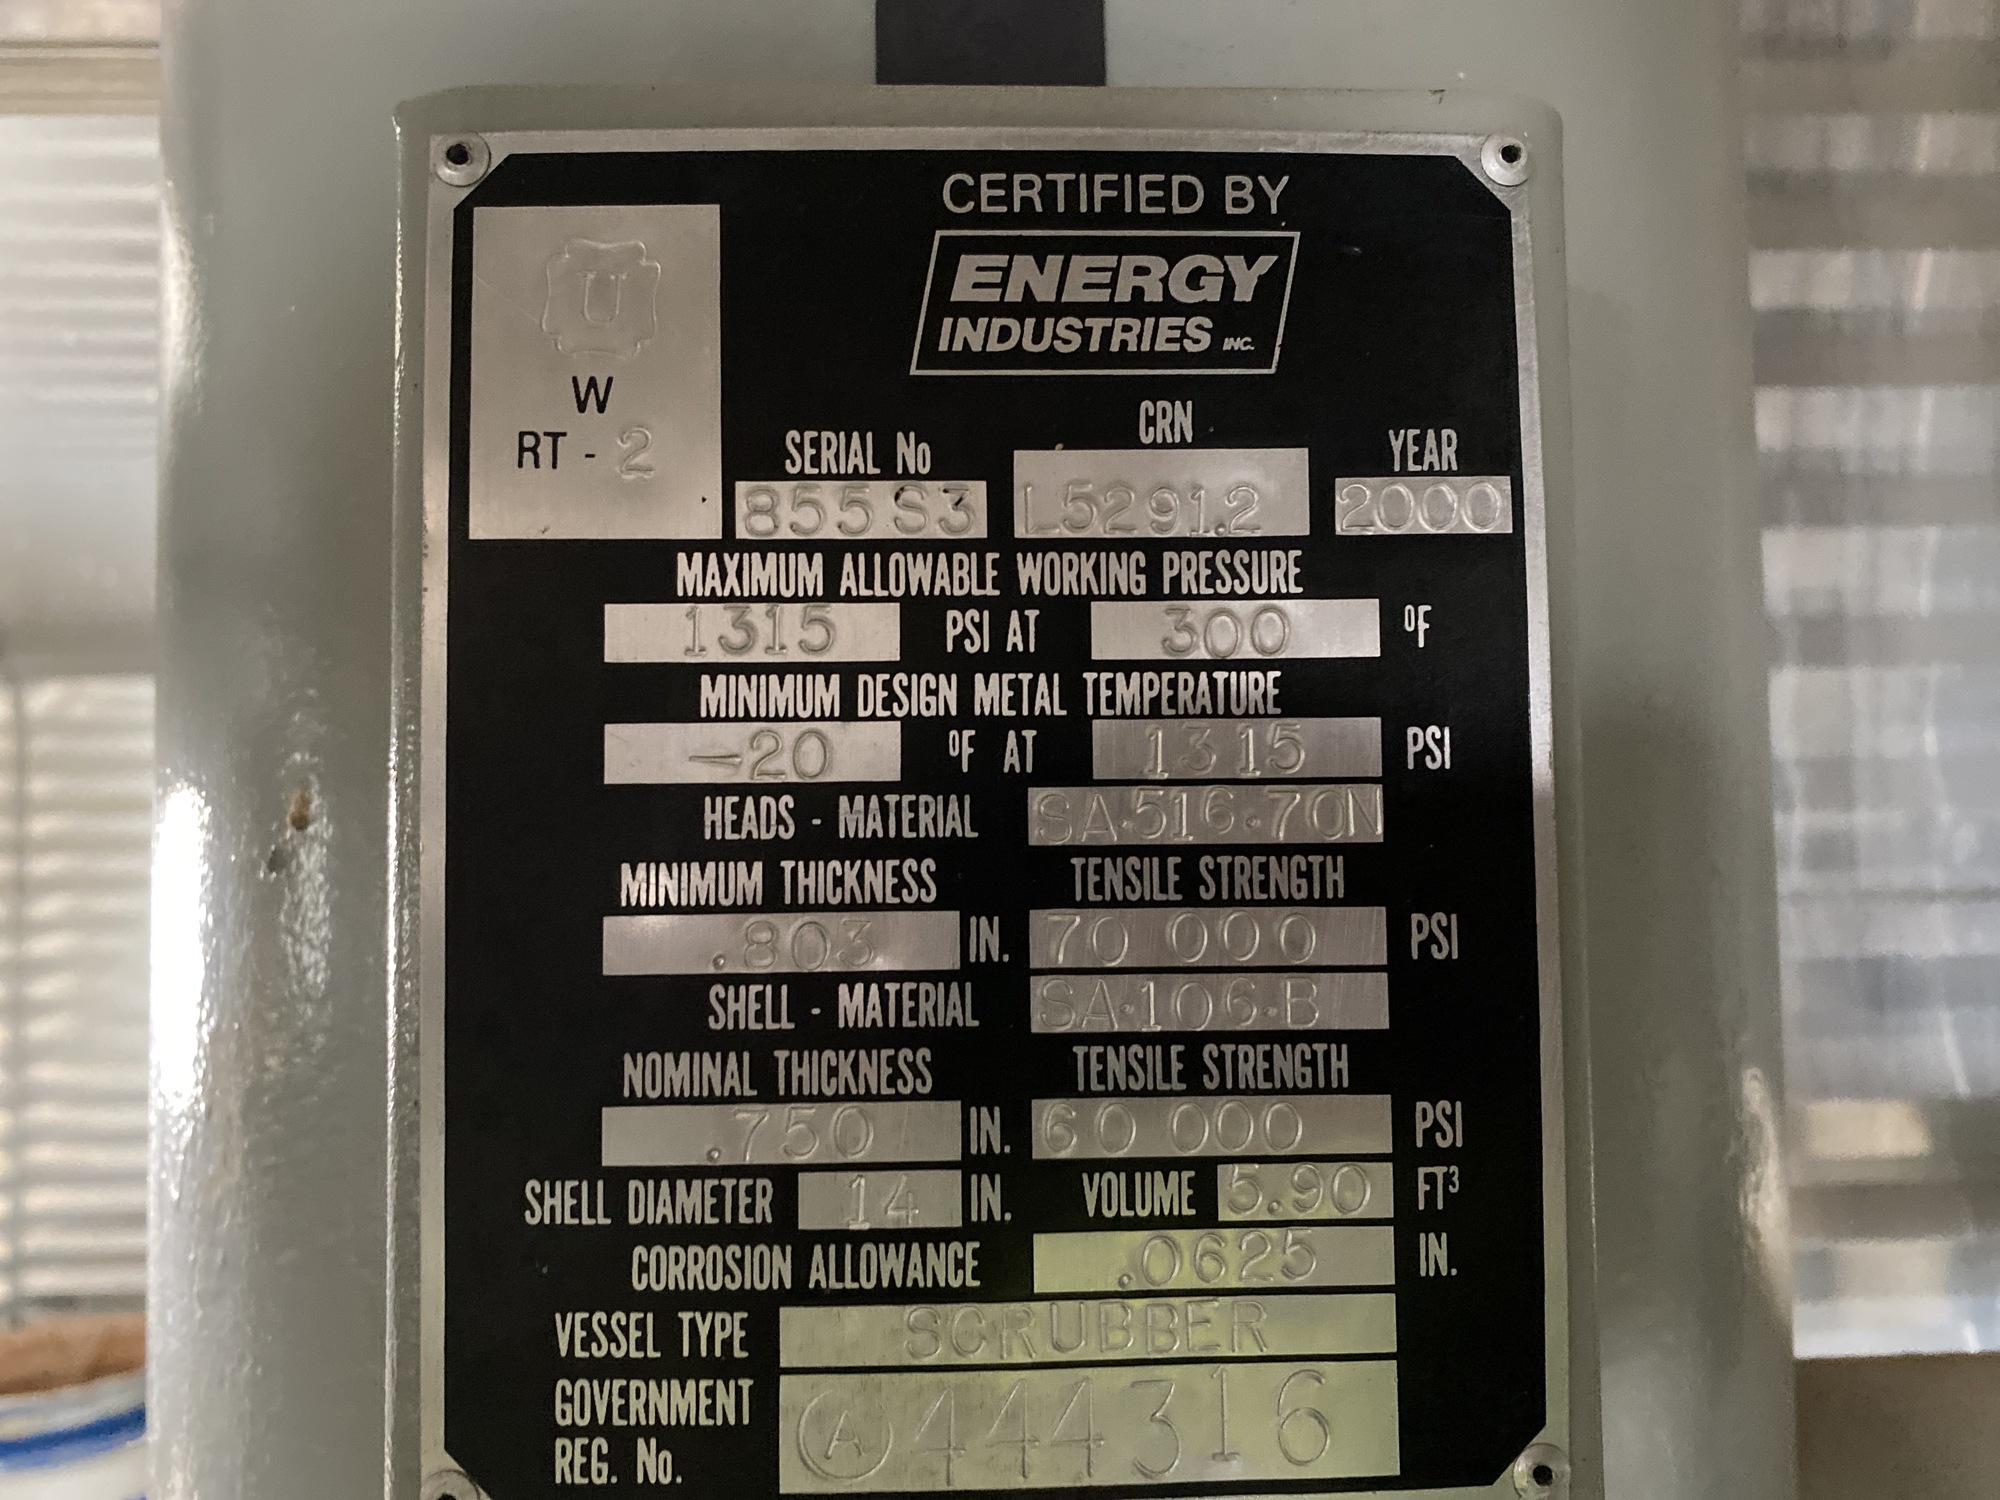 CERTIFIED BY
ENERGY
INDUSTRIES INC.
U
W
RT - 2
SERIAL No CRN YEAR
855S3 L5291.2 2000
MAXIMUM ALLOWABLE WORKING PRESSURE
1315 PSI AT 300 °F
MINIMUM DESIGN METAL TEMPERATURE
-20 °F AT 1315 PSI
HEADS - MATERIAL SA·516·70N
MINIMUM THICKNESS TENSILE STRENGTH
.803 IN. 70 000 PSI
SHELL - MATERIAL SA·106·B
NOMINAL THICKNESS TENSILE STRENGTH
.750 IN. 60 000 PSI
SHELL DIAMETER 14 IN. VOLUME 5.90 FT³
CORROSION ALLOWANCE .0625 IN.
VESSEL TYPE SCRUBBER
GOVERNMENT
REG. No. A 444316